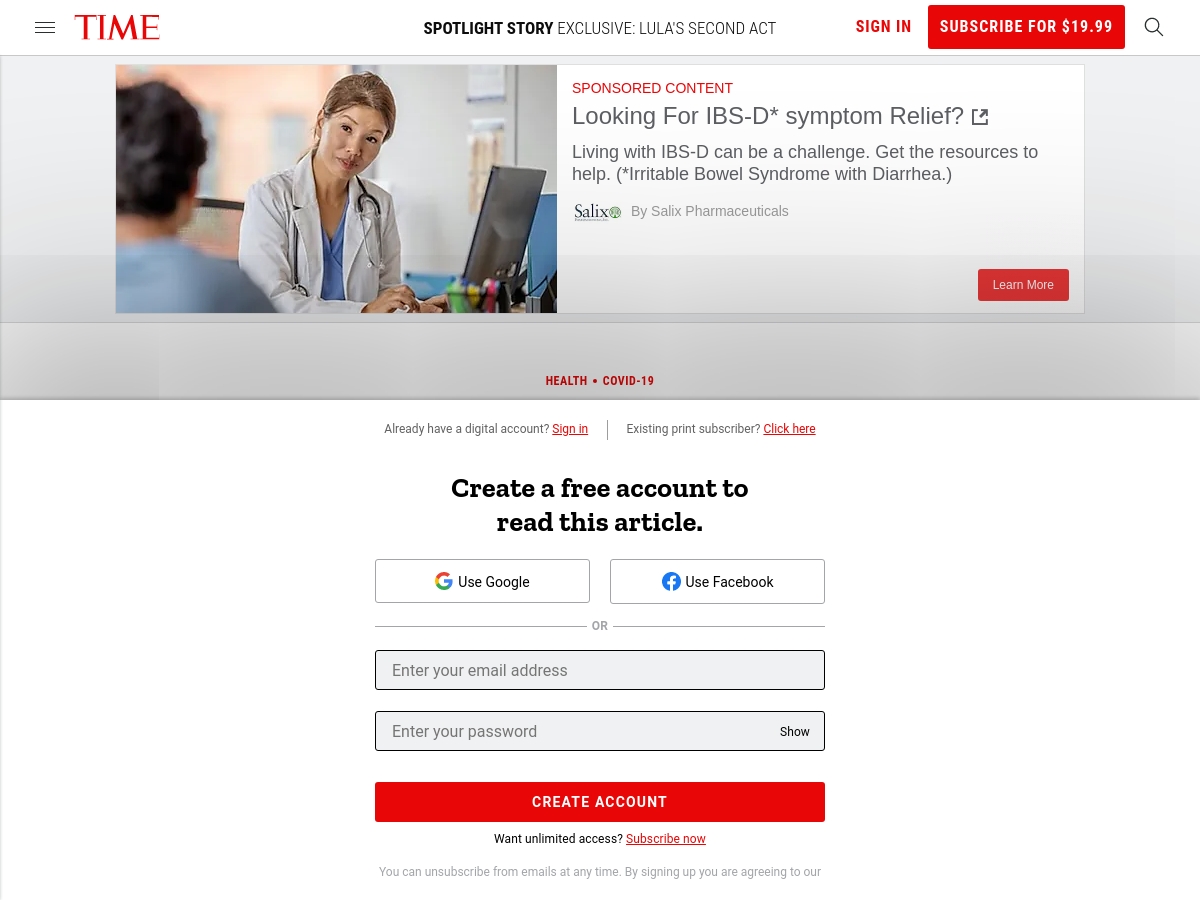 TIME
SPOTLIGHT STORY EXCLUSIVE: LULA'S SECOND ACT
SIGN IN
SUBSCRIBE FOR $19.99
SPONSORED CONTENT
Looking For IBS-D* symptom Relief?
Living with IBS-D can be a challenge. Get the resources to
help. (*Irritable Bowel Syndrome with Diarrhea.)
Salix By Salix Pharmaceuticals
Learn More
HEALTH • COVID-19
Already have a digital account? Sign in
Existing print subscriber? Click here
Create a free account to
read this article.
Use Google
Use Facebook
OR
Enter your email address
Enter your password
Show
CREATE ACCOUNT
Want unlimited access? Subscribe now
You can unsubscribe from emails at any time. By signing up you are agreeing to our